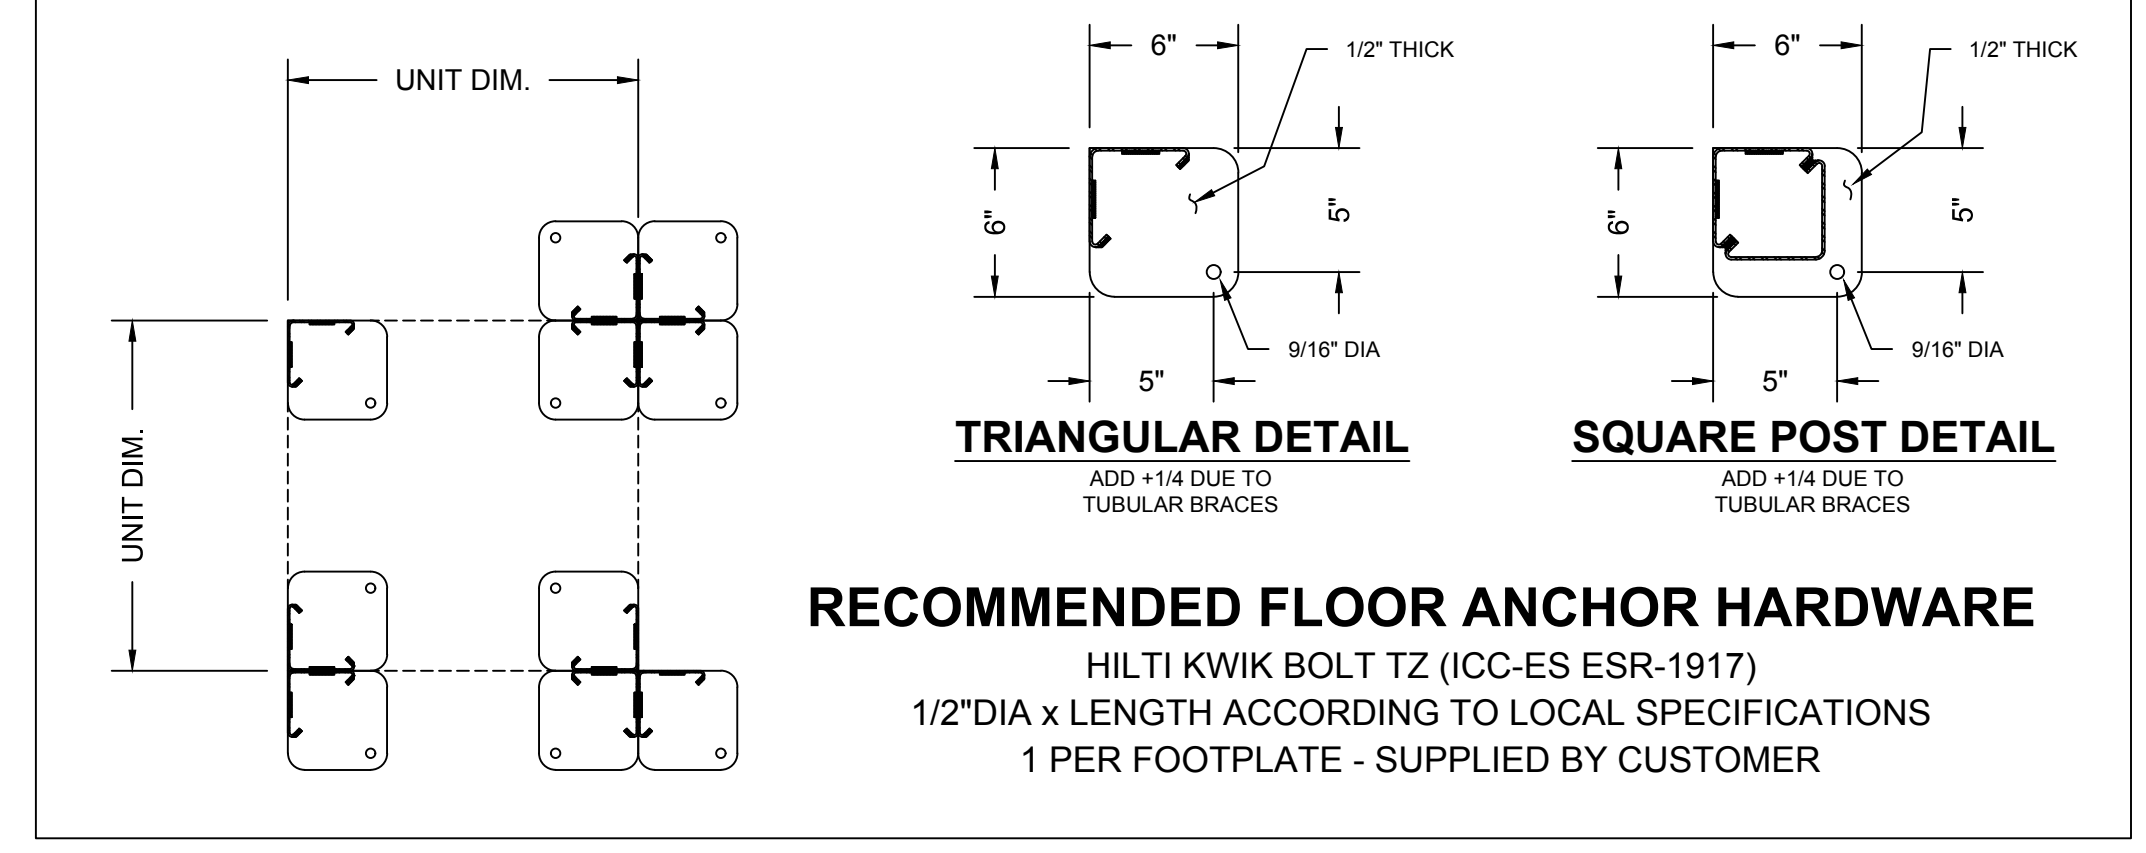 UNIT DIM.
UNIT DIM.
6"
1/2" THICK
6"
5"
9/16" DIA
5"
TRIANGULAR DETAIL
ADD +1/4 DUE TO
TUBULAR BRACES
6"
1/2" THICK
6"
5"
9/16" DIA
5"
SQUARE POST DETAIL
ADD +1/4 DUE TO
TUBULAR BRACES
RECOMMENDED FLOOR ANCHOR HARDWARE
HILTI KWIK BOLT TZ (ICC-ES ESR-1917)
1/2"DIA x LENGTH ACCORDING TO LOCAL SPECIFICATIONS
1 PER FOOTPLATE - SUPPLIED BY CUSTOMER